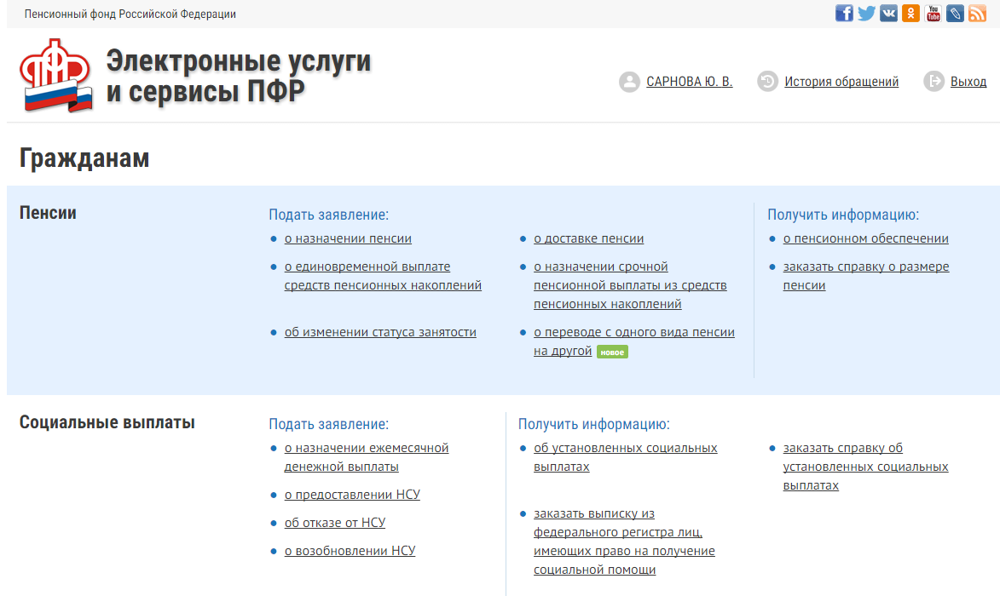 Пенсионный фонд Российской Федерации
You Tube
ПФР
Электронные услуги
и сервисы ПФР
САРНОВА Ю. В.
История обращений
Выход
Гражданам
Пенсии
Подать заявление:
о назначении пенсии
о единовременной выплате
средств пенсионных накоплений
об изменении статуса занятости
о доставке пенсии
о назначении срочной
пенсионной выплаты из средств
пенсионных накоплений
о переводе с одного вида пенсии
на другой новое
Получить информацию:
о пенсионном обеспечении
заказать справку о размере
пенсии
Социальные выплаты
Подать заявление:
о назначении ежемесячной
денежной выплаты
о предоставлении НСУ
об отказе от НСУ
о возобновлении НСУ
Получить информацию:
об установленных социальных
выплатах
заказать выписку из
федерального регистра лиц,
имеющих право на получение
социальной помощи
заказать справку об
установленных социальных
выплатах